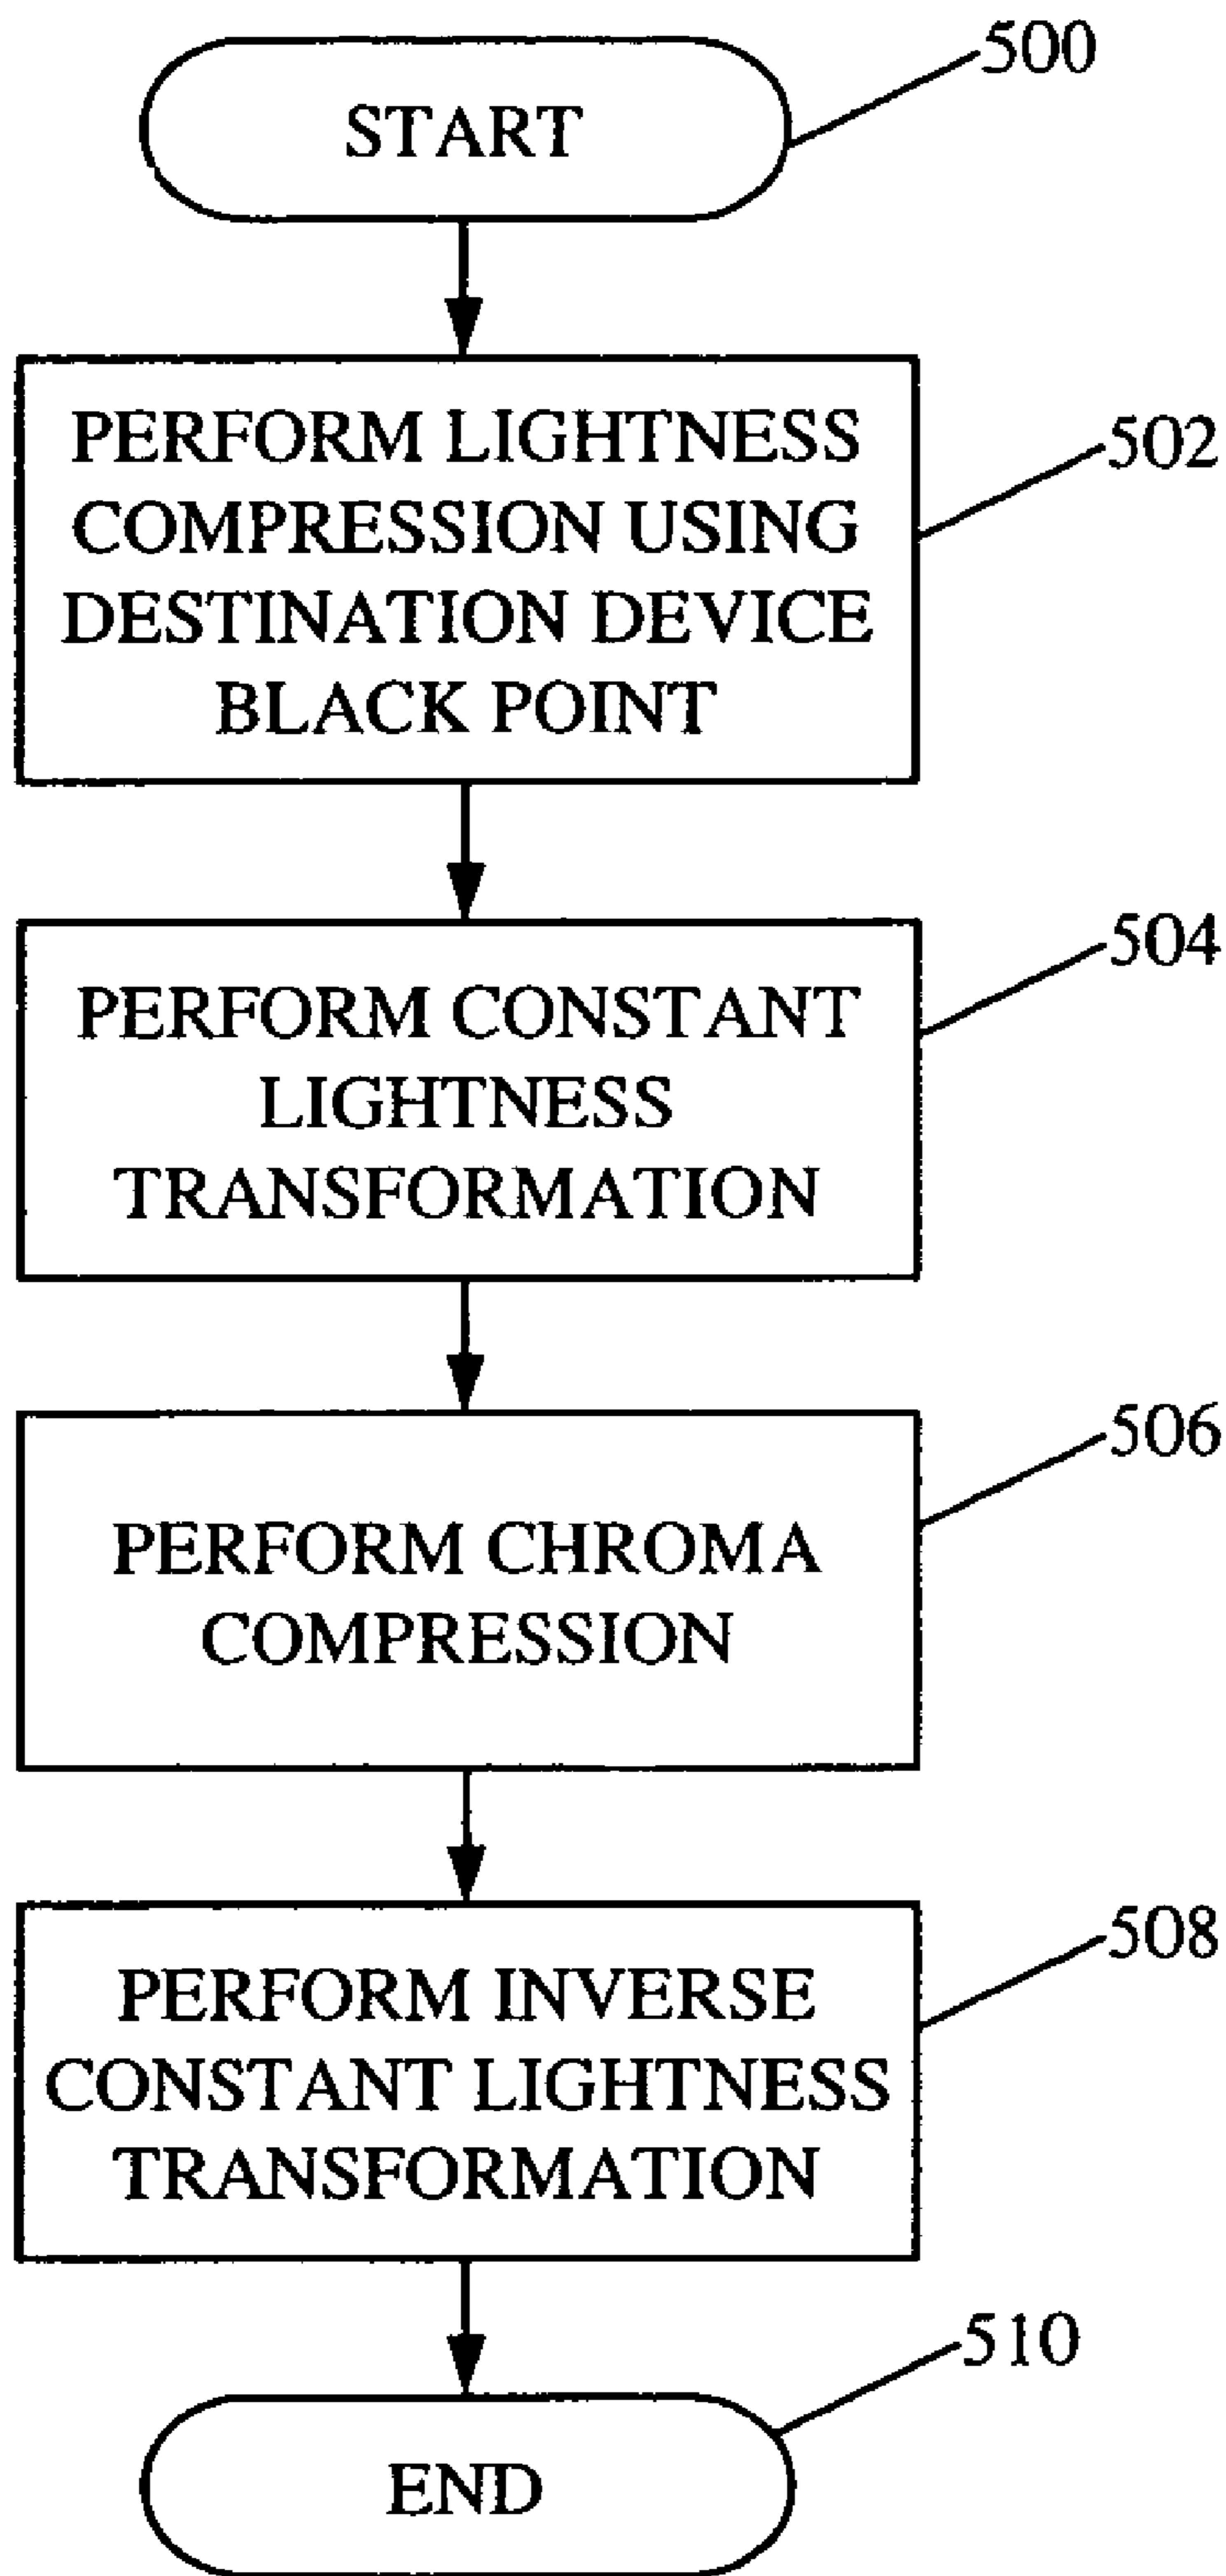 START
500
PERFORM LIGHTNESS
COMPRESSION USING
DESTINATION DEVICE
BLACK POINT
502
PERFORM CONSTANT
LIGHTNESS
TRANSFORMATION
504
PERFORM CHROMA
COMPRESSION
506
PERFORM INVERSE
CONSTANT LIGHTNESS
TRANSFORMATION
508
END
510